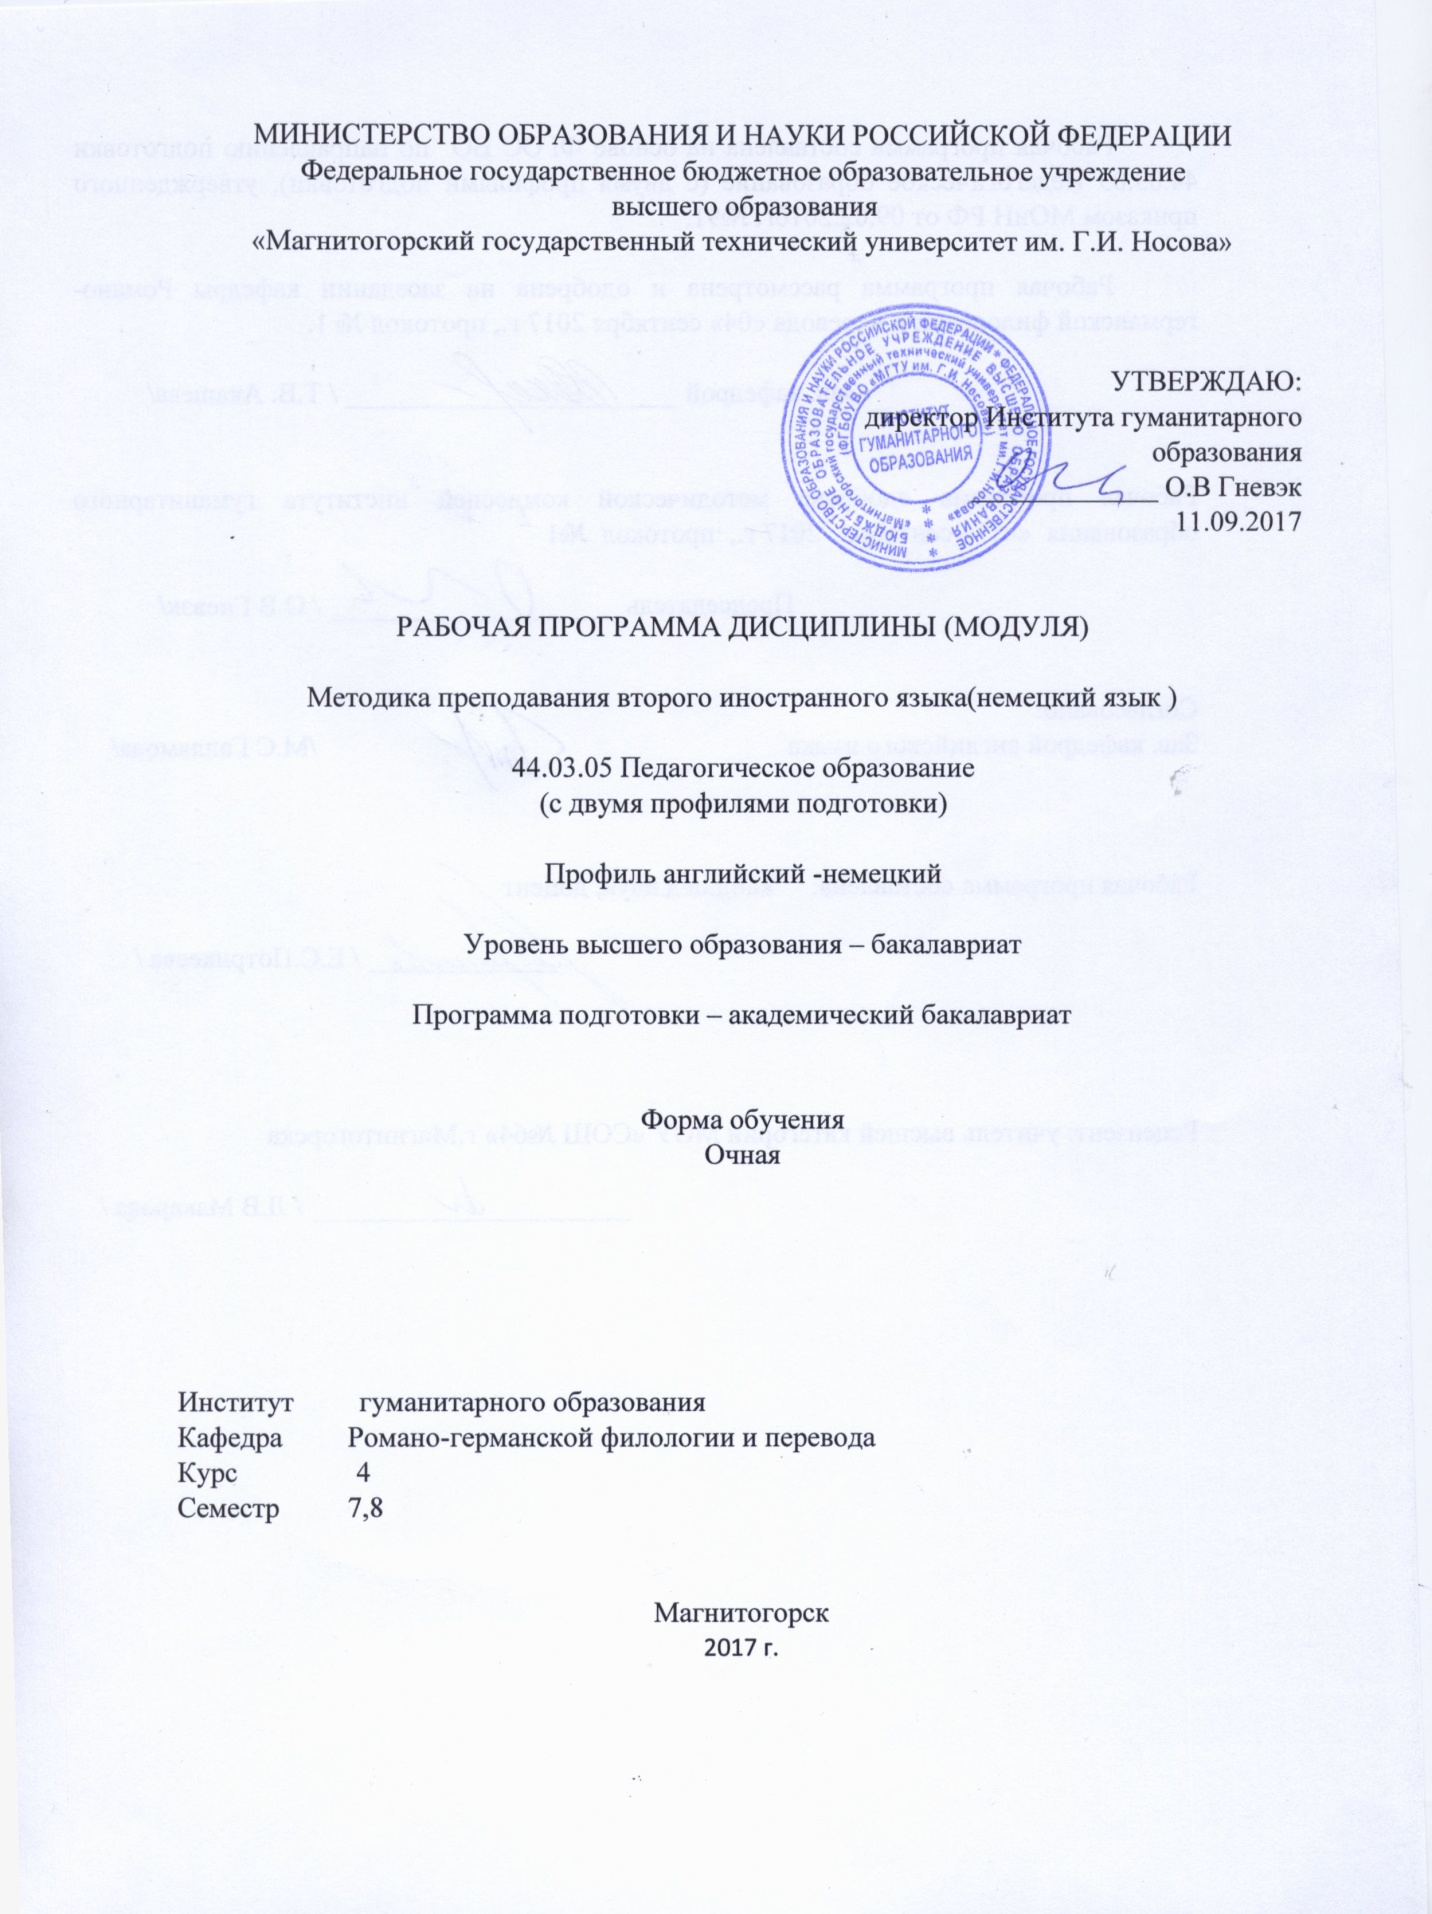 МИНИСТЕРСТВО ОБРАЗОВАНИЯ И НАУКИ РОССИЙСКОЙ ФЕДЕРАЦИИ
Федеральное государственное бюджетное образовательное учреждение
высшего образования
«Магнитогорский государственный технический университет им. Г.И. Носова»
УТВЕРЖДАЮ:
директор Института гуманитарного
образования
О.В Гневэк
11.09.2017
ИНСТИТУТ
ГУМАНИТАРНОГО
ОБРАЗОВАНИЯ
РАБОЧАЯ ПРОГРАММА ДИСЦИПЛИНЫ (МОДУЛЯ)
Методика преподавания второго иностранного языка(немецкий язык )
44.03.05 Педагогическое образование
(с двумя профилями подготовки)
Профиль английский -немецкий
Уровень высшего образования – бакалавриат
Программа подготовки – академический бакалавриат
Форма обучения
Очная
Институт гуманитарного образования
Кафедра Романо-германской филологии и перевода
Курс 4
Семестр 7,8
Магнитогорск
2017 г.